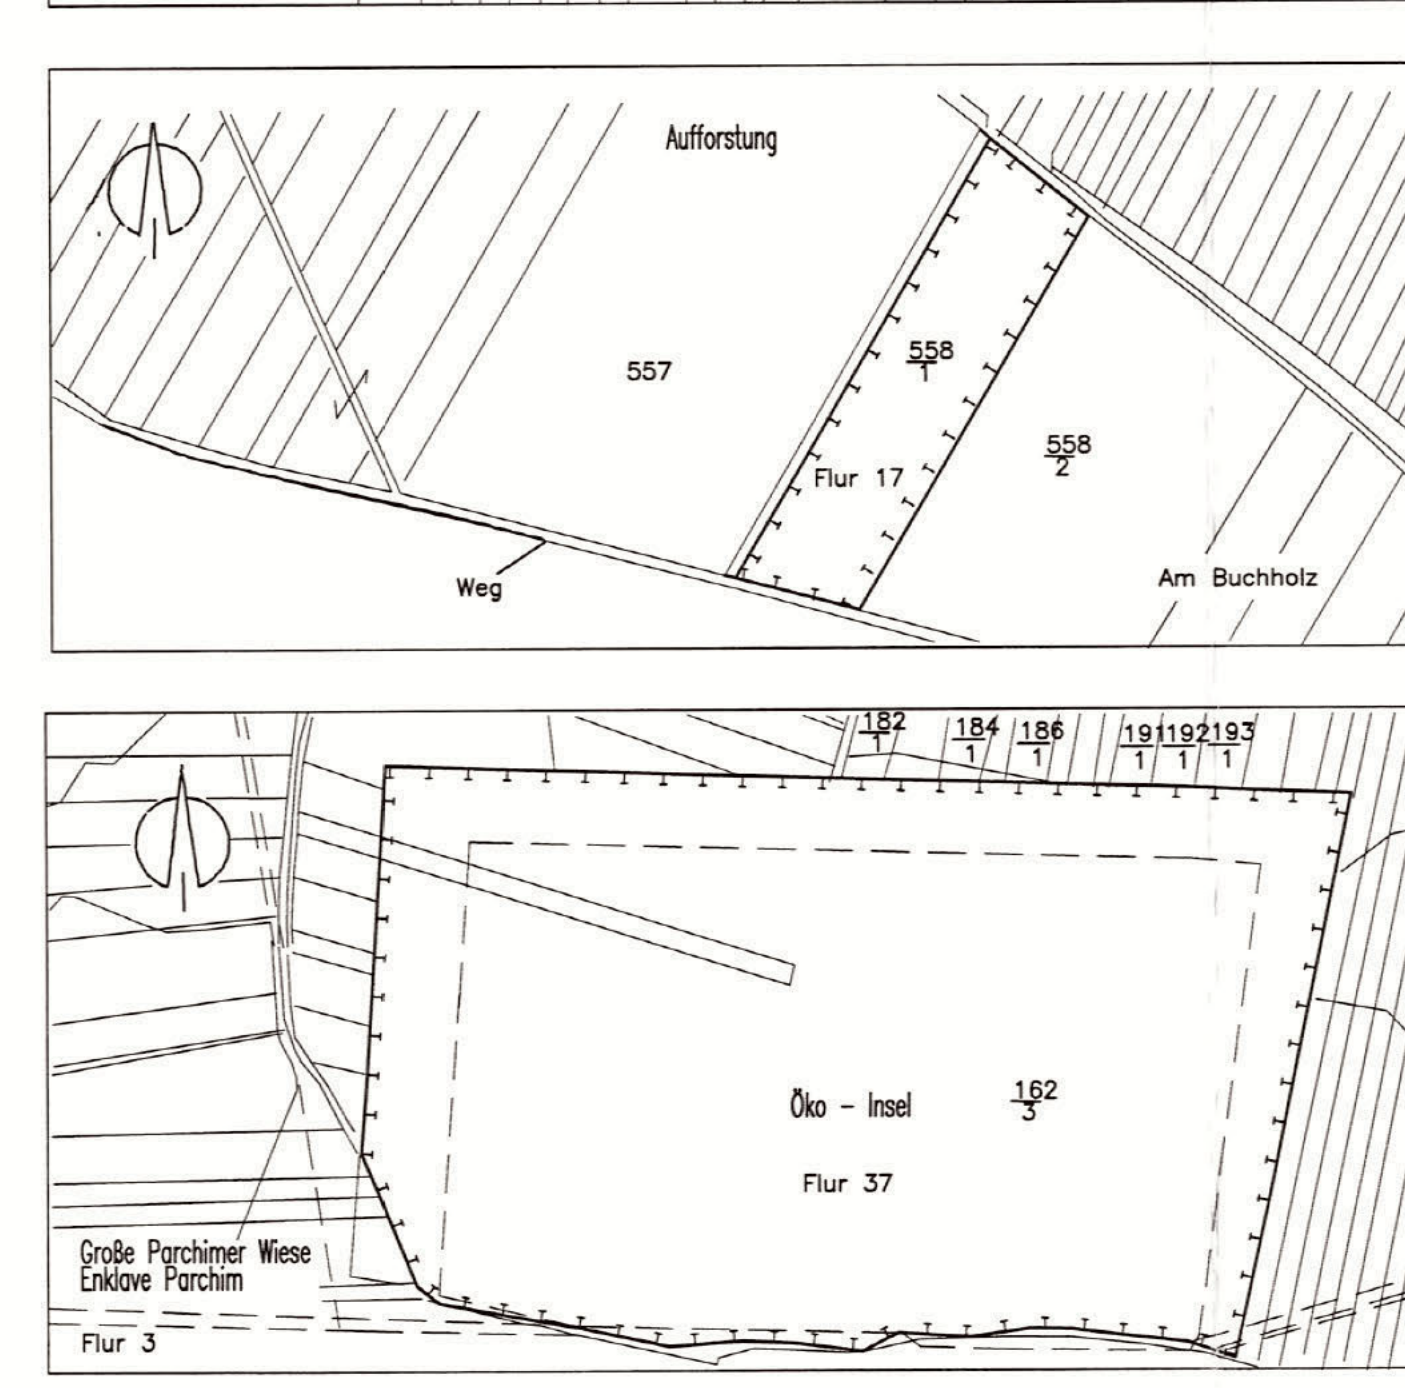 Aufforstung
557
558
1
558
2
Flur 17
Weg
Am Buchholz
182
1
184
1
186
1
191
1
192
1
193
1
Öko - Insel
162
3
Flur 37
Große Parchimer Wiese
Enklave Parchim
Flur 3